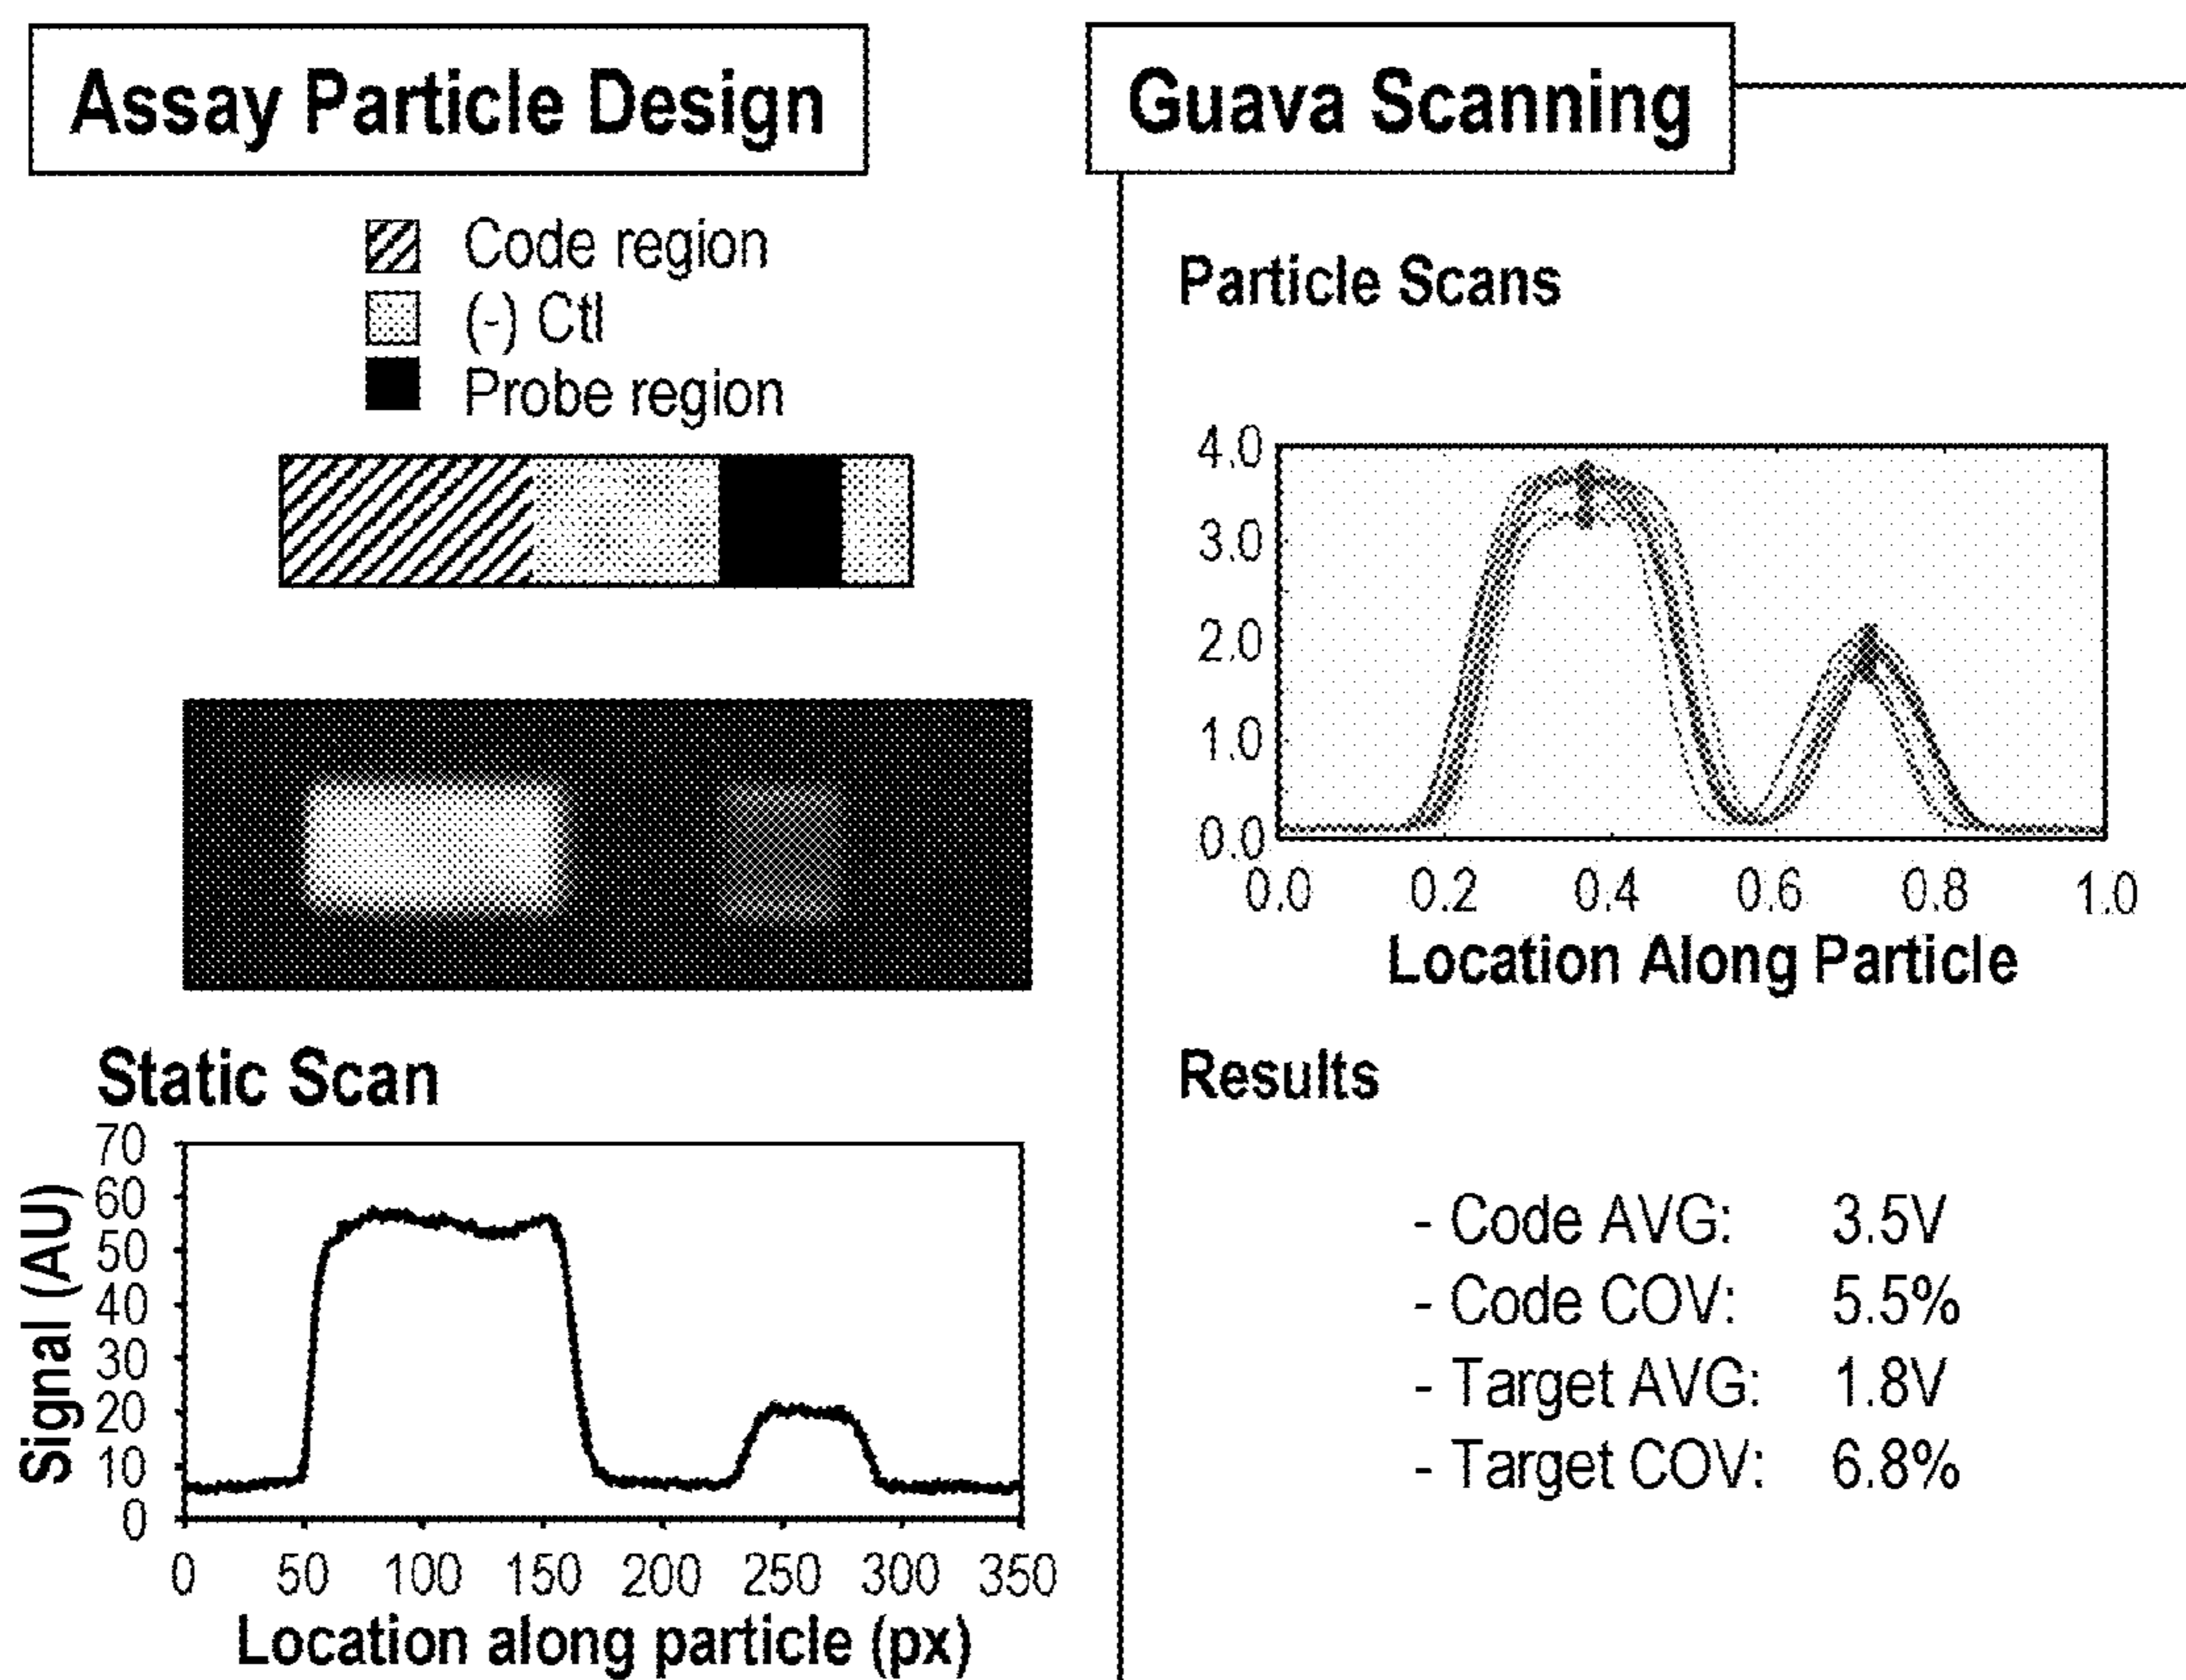 Assay Particle Design
Code region
(-) Ctl
Probe region
Static Scan
Signal (AU)
70
60
50
40
30
20
10
0
0 50 100 150 200 250 300 350
Location along particle (px)
Guava Scanning
Particle Scans
4.0
3.0
2.0
1.0
0.0
0.0 0.2 0.4 0.6 0.8 1.0
Location Along Particle
Results
- Code AVG: 3.5V
- Code COV: 5.5%
- Target AVG: 1.8V
- Target COV: 6.8%